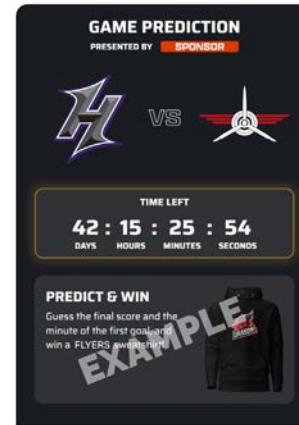 GAME PREDICTION
PRESENTED BY SPONSOR
H
VS
TIME LEFT
42 : 15 : 25 : 54
DAYS HOURS MINUTES SECONDS
PREDICT & WIN
Guess the final score and the
minute of the first goal, and
win a FLYERS sweatshirt!
EXAMPLE